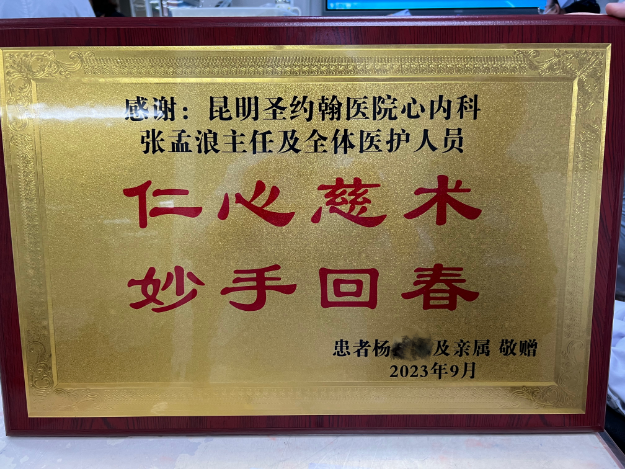 感谢：昆明圣约翰医院心内科
张孟浪主任及全体医护人员
仁心慈术
妙手回春
患者杨及亲属 敬赠
2023年9月